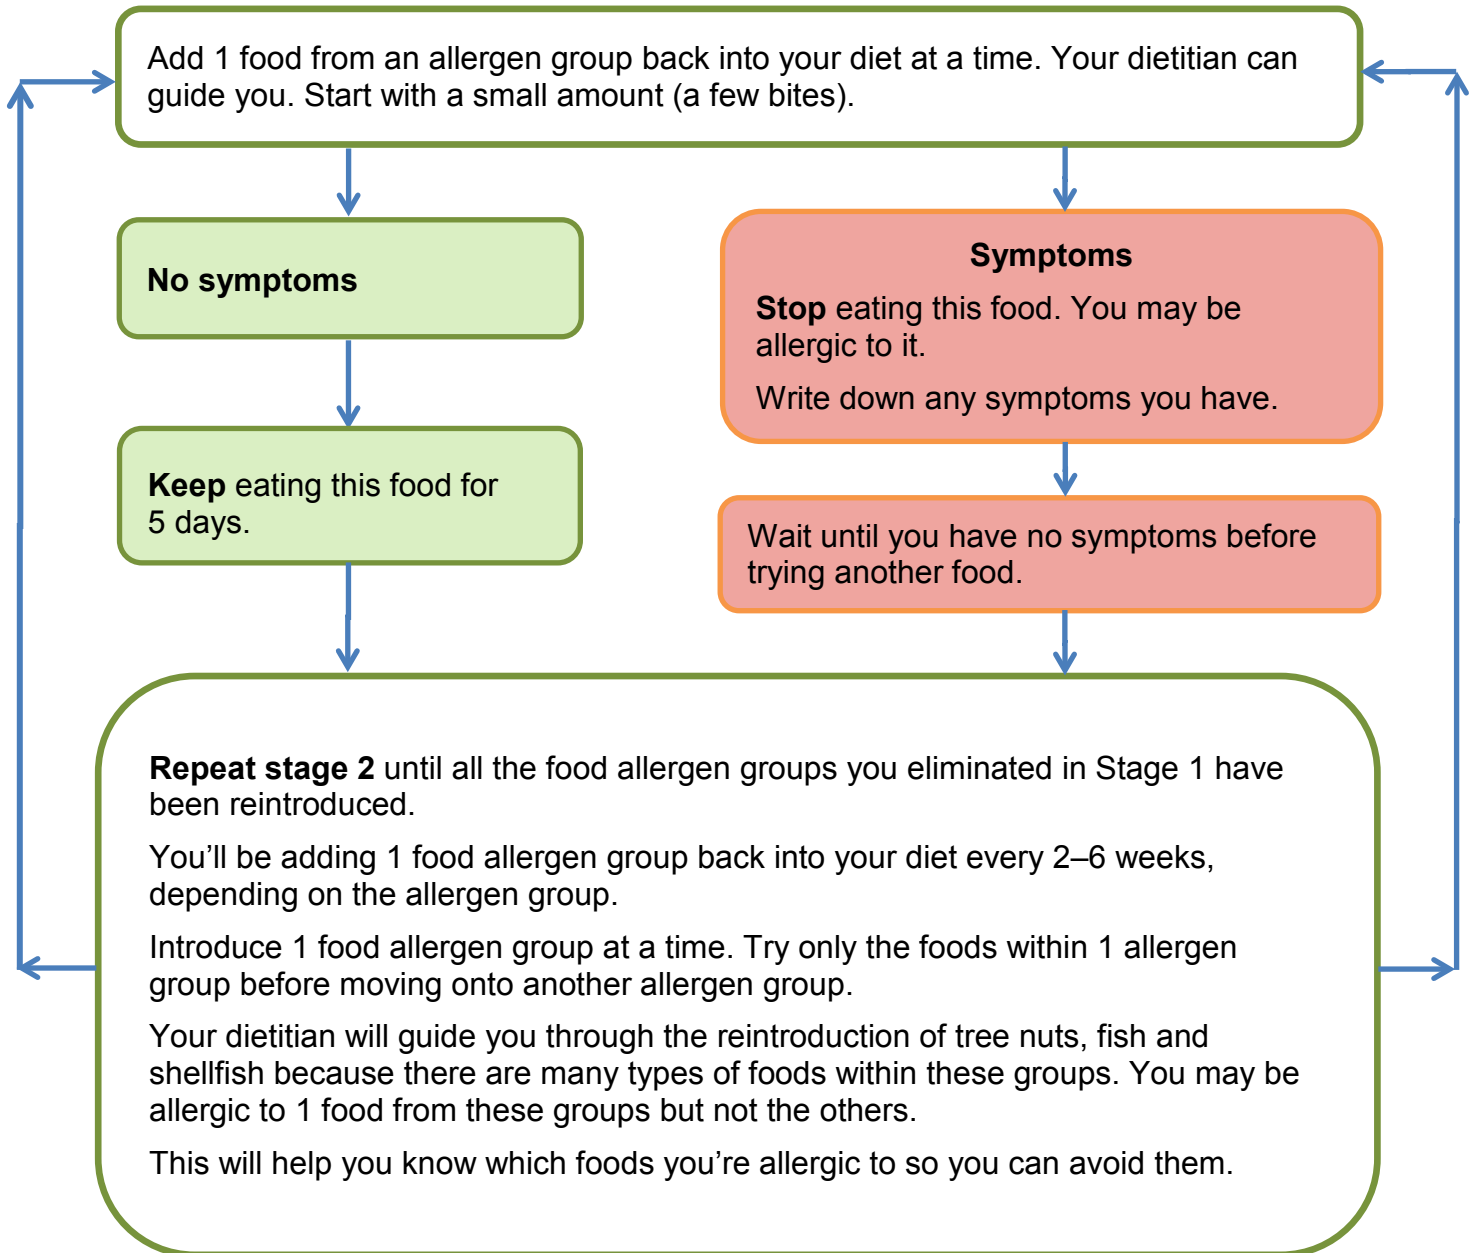 Add 1 food from an allergen group back into your diet at a time. Your dietitian can
guide you. Start with a small amount (a few bites).
No symptoms
Keep eating this food for
5 days.
Symptoms
Stop eating this food. You may be
allergic to it.
Write down any symptoms you have.
Wait until you have no symptoms before
trying another food.
Repeat stage 2 until all the food allergen groups you eliminated in Stage 1 have
been reintroduced.
You’ll be adding 1 food allergen group back into your diet every 2–6 weeks,
depending on the allergen group.
Introduce 1 food allergen group at a time. Try only the foods within 1 allergen
group before moving onto another allergen group.
Your dietitian will guide you through the reintroduction of tree nuts, fish and
shellfish because there are many types of foods within these groups. You may be
allergic to 1 food from these groups but not the others.
This will help you know which foods you’re allergic to so you can avoid them.